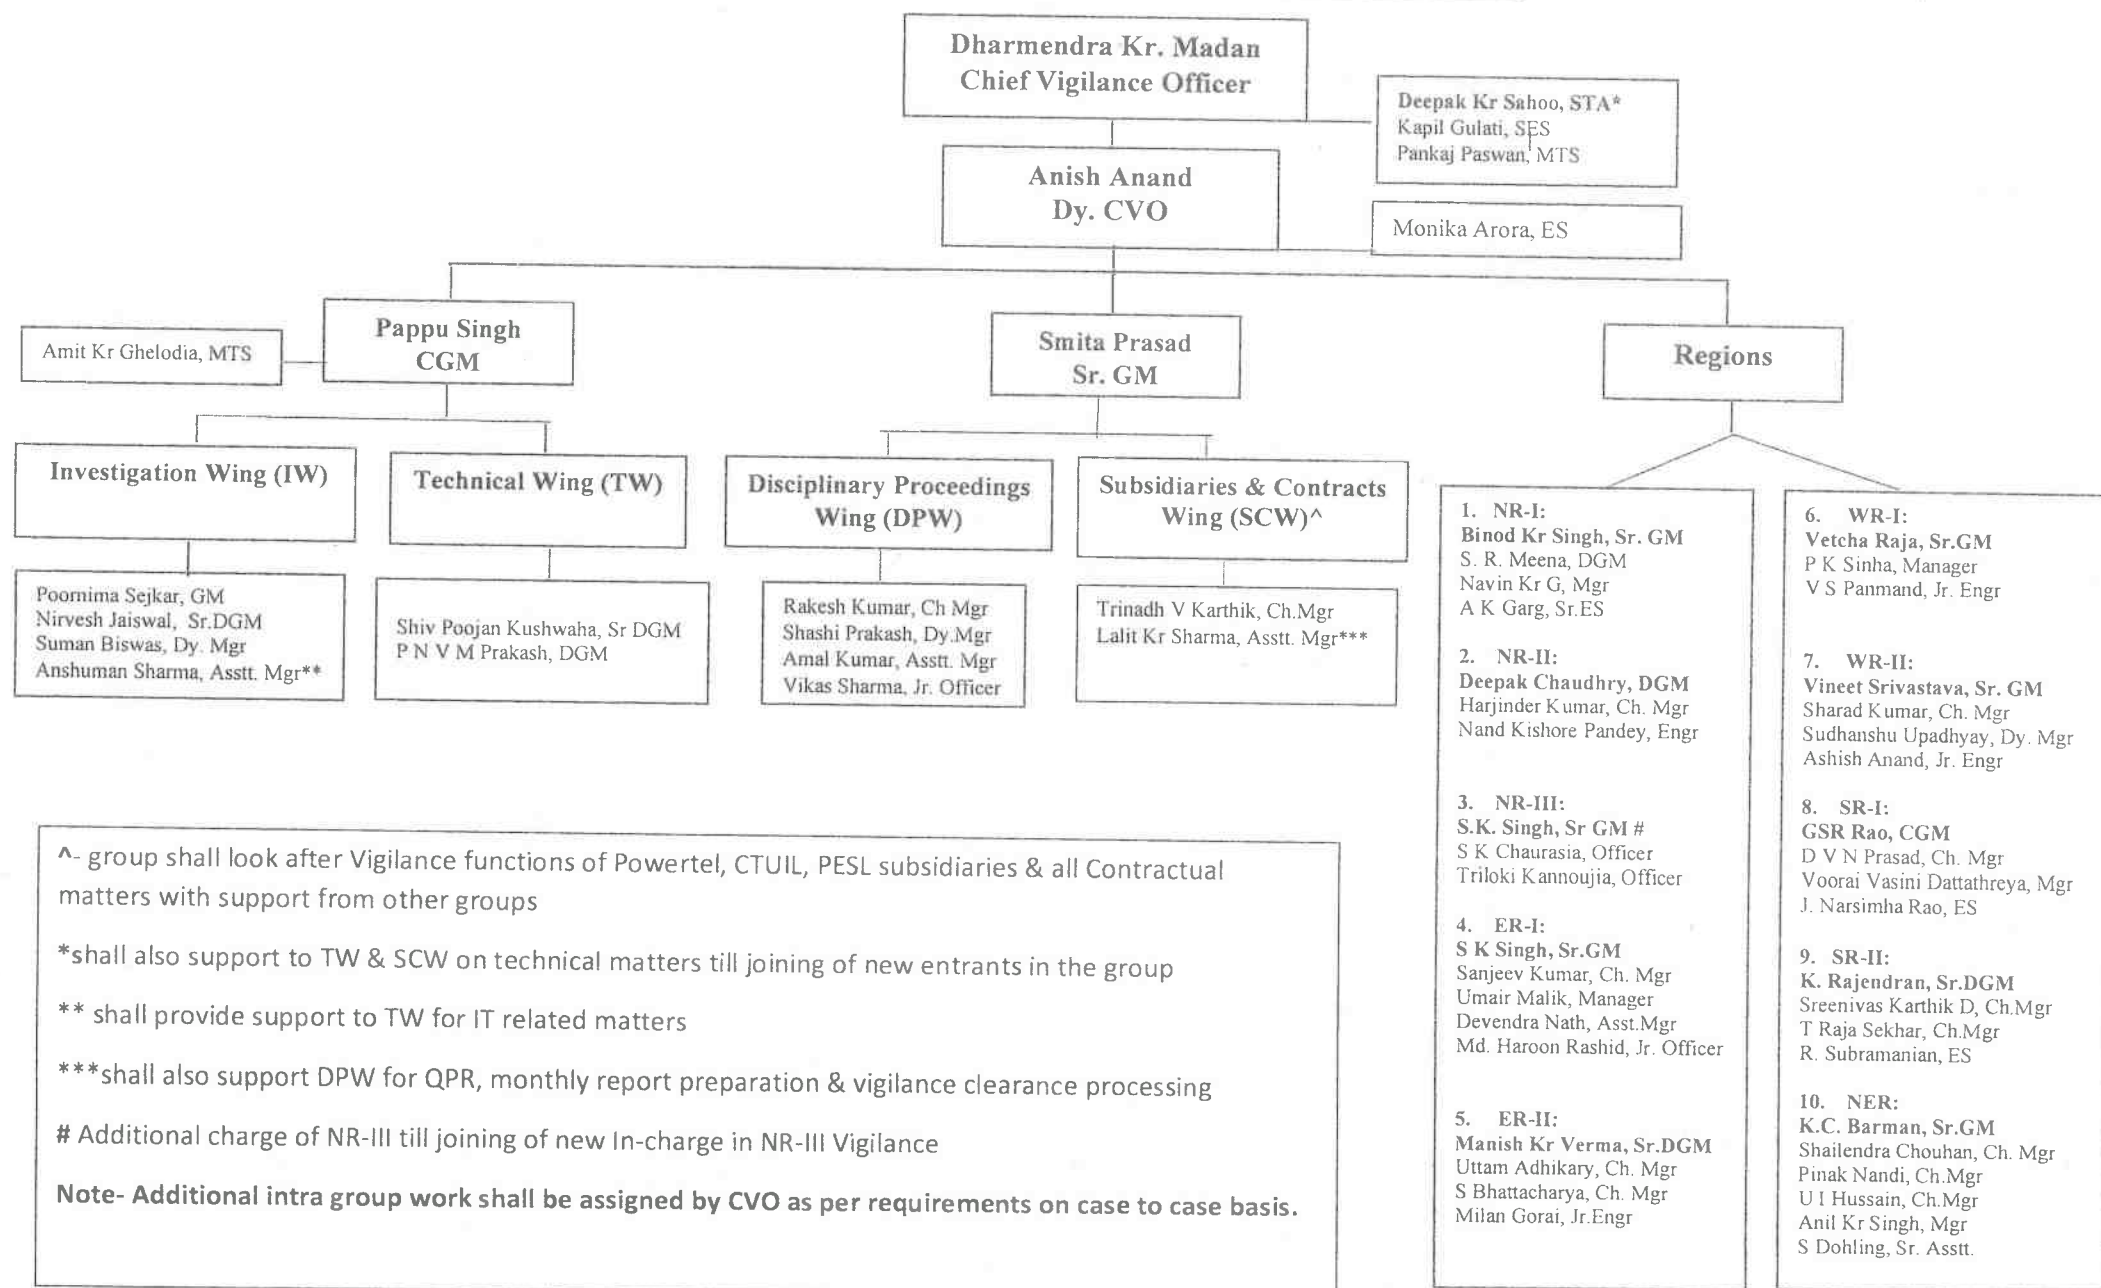 Dharmendra Kr. Madan
Chief Vigilance Officer
Deepak Kr Sahoo, STA*
Kapil Gulati, SES
Pankaj Paswan, MTS
Anish Anand
Dy. CVO
Monika Arora, ES
Amit Kr Ghelodia, MTS
Pappu Singh
CGM
Smita Prasad
Sr. GM
Regions
Investigation Wing (IW)
Technical Wing (TW)
Disciplinary Proceedings
Wing (DPW)
Subsidiaries & Contracts
Wing (SCW)^
Poornima Sejkar, GM
Nirvesh Jaiswal, Sr.DGM
Suman Biswas, Dy. Mgr
Anshuman Sharma, Asstt. Mgr**
Shiv Poojan Kushwaha, Sr DGM
P N V M Prakash, DGM
Rakesh Kumar, Ch Mgr
Shashi Prakash, Dy.Mgr
Amal Kumar, Asstt. Mgr
Vikas Sharma, Jr. Officer
Trinadh V Karthik, Ch.Mgr
Lalit Kr Sharma, Asstt. Mgr***
1. NR-I:
Binod Kr Singh, Sr. GM
S. R. Meena, DGM
Navin Kr G, Mgr
A K Garg, Sr.ES
2. NR-II:
Deepak Chaudhry, DGM
Harjinder Kumar, Ch. Mgr
Nand Kishore Pandey, Engr
3. NR-III:
S.K. Singh, Sr GM #
S K Chaurasia, Officer
Triloki Kannoujia, Officer
4. ER-I:
S K Singh, Sr.GM
Sanjeev Kumar, Ch. Mgr
Umair Malik, Manager
Devendra Nath, Asst.Mgr
Md. Haroon Rashid, Jr. Officer
5. ER-II:
Manish Kr Verma, Sr.DGM
Uttam Adhikary, Ch. Mgr
S Bhattacharya, Ch. Mgr
Milan Gorai, Jr.Engr
6. WR-I:
Vetcha Raja, Sr.GM
P K Sinha, Manager
V S Panmand, Jr. Engr
7. WR-II:
Vineet Srivastava, Sr. GM
Sharad Kumar, Ch. Mgr
Sudhanshu Upadhyay, Dy. Mgr
Ashish Anand, Jr. Engr
8. SR-I:
GSR Rao, CGM
D V N Prasad, Ch. Mgr
Voorai Vasini Dattathreya, Mgr
J. Narsimha Rao, ES
9. SR-II:
K. Rajendran, Sr.DGM
Sreenivas Karthik D, Ch.Mgr
T Raja Sekhar, Ch.Mgr
R. Subramanian, ES
10. NER:
K.C. Barman, Sr.GM
Shailendra Chouhan, Ch. Mgr
Pinak Nandi, Ch.Mgr
U I Hussain, Ch.Mgr
Anil Kr Singh, Mgr
S Dohling, Sr. Asstt.
^- group shall look after Vigilance functions of Powertel, CTUIL, PESL subsidiaries & all Contractual
matters with support from other groups
*shall also support to TW & SCW on technical matters till joining of new entrants in the group
** shall provide support to TW for IT related matters
***shall also support DPW for QPR, monthly report preparation & vigilance clearance processing
# Additional charge of NR-III till joining of new In-charge in NR-III Vigilance
Note- Additional intra group work shall be assigned by CVO as per requirements on case to case basis.